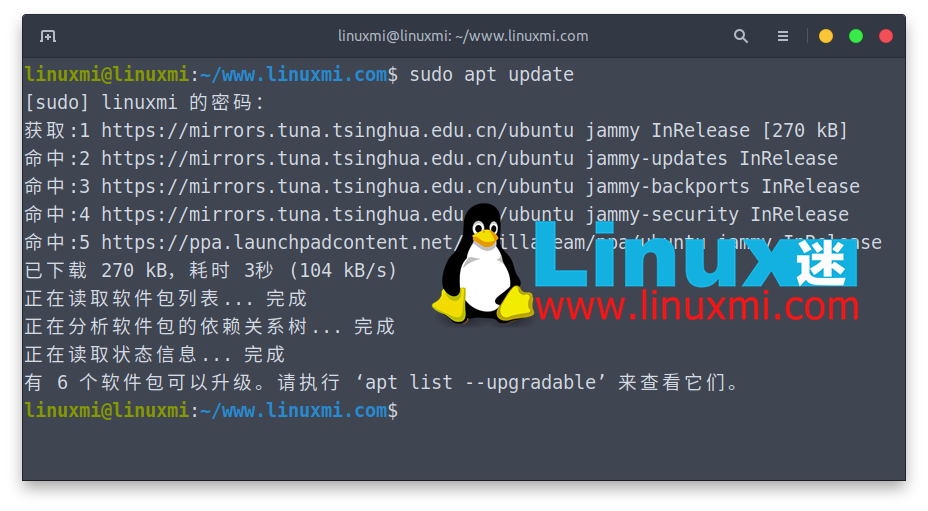 linuxmi@linuxmi: ~/www.linuxmi.com
linuxmi@linuxmi:~/www.linuxmi.com$ sudo apt update
[sudo] linuxmi 的密码：
获取:1 https://mirrors.tuna.tsinghua.edu.cn/ubuntu jammy InRelease [270 kB]
命中:2 https://mirrors.tuna.tsinghua.edu.cn/ubuntu jammy-updates InRelease
命中:3 https://mirrors.tuna.tsinghua.edu.cn/ubuntu jammy-backports InRelease
命中:4 https://mirrors.tuna.tsinghua.edu.cn/ubuntu jammy-security InRelease
命中:5 https://ppa.launchpadcontent.net/mozillateam/ppa/ubuntu jammy InRelease
已下载 270 kB，耗时 3秒 (104 kB/s)
正在读取软件包列表... 完成
正在分析软件包的依赖关系树... 完成
正在读取状态信息... 完成
有 6 个软件包可以升级。请执行 ‘apt list --upgradable’ 来查看它们。
linuxmi@linuxmi:~/www.linuxmi.com$
Linux迷
www.linuxmi.com